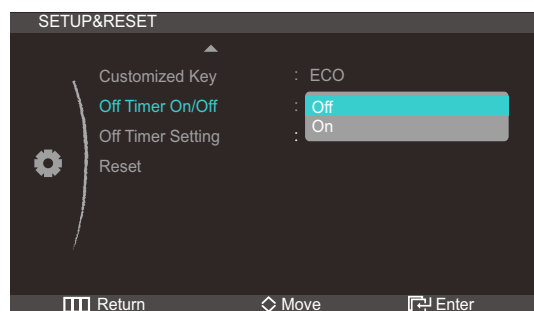 SETUP&RESET
Customized Key : ECO
Off Timer On/Off : Off
On
Off Timer Setting :
Reset
Return Move Enter